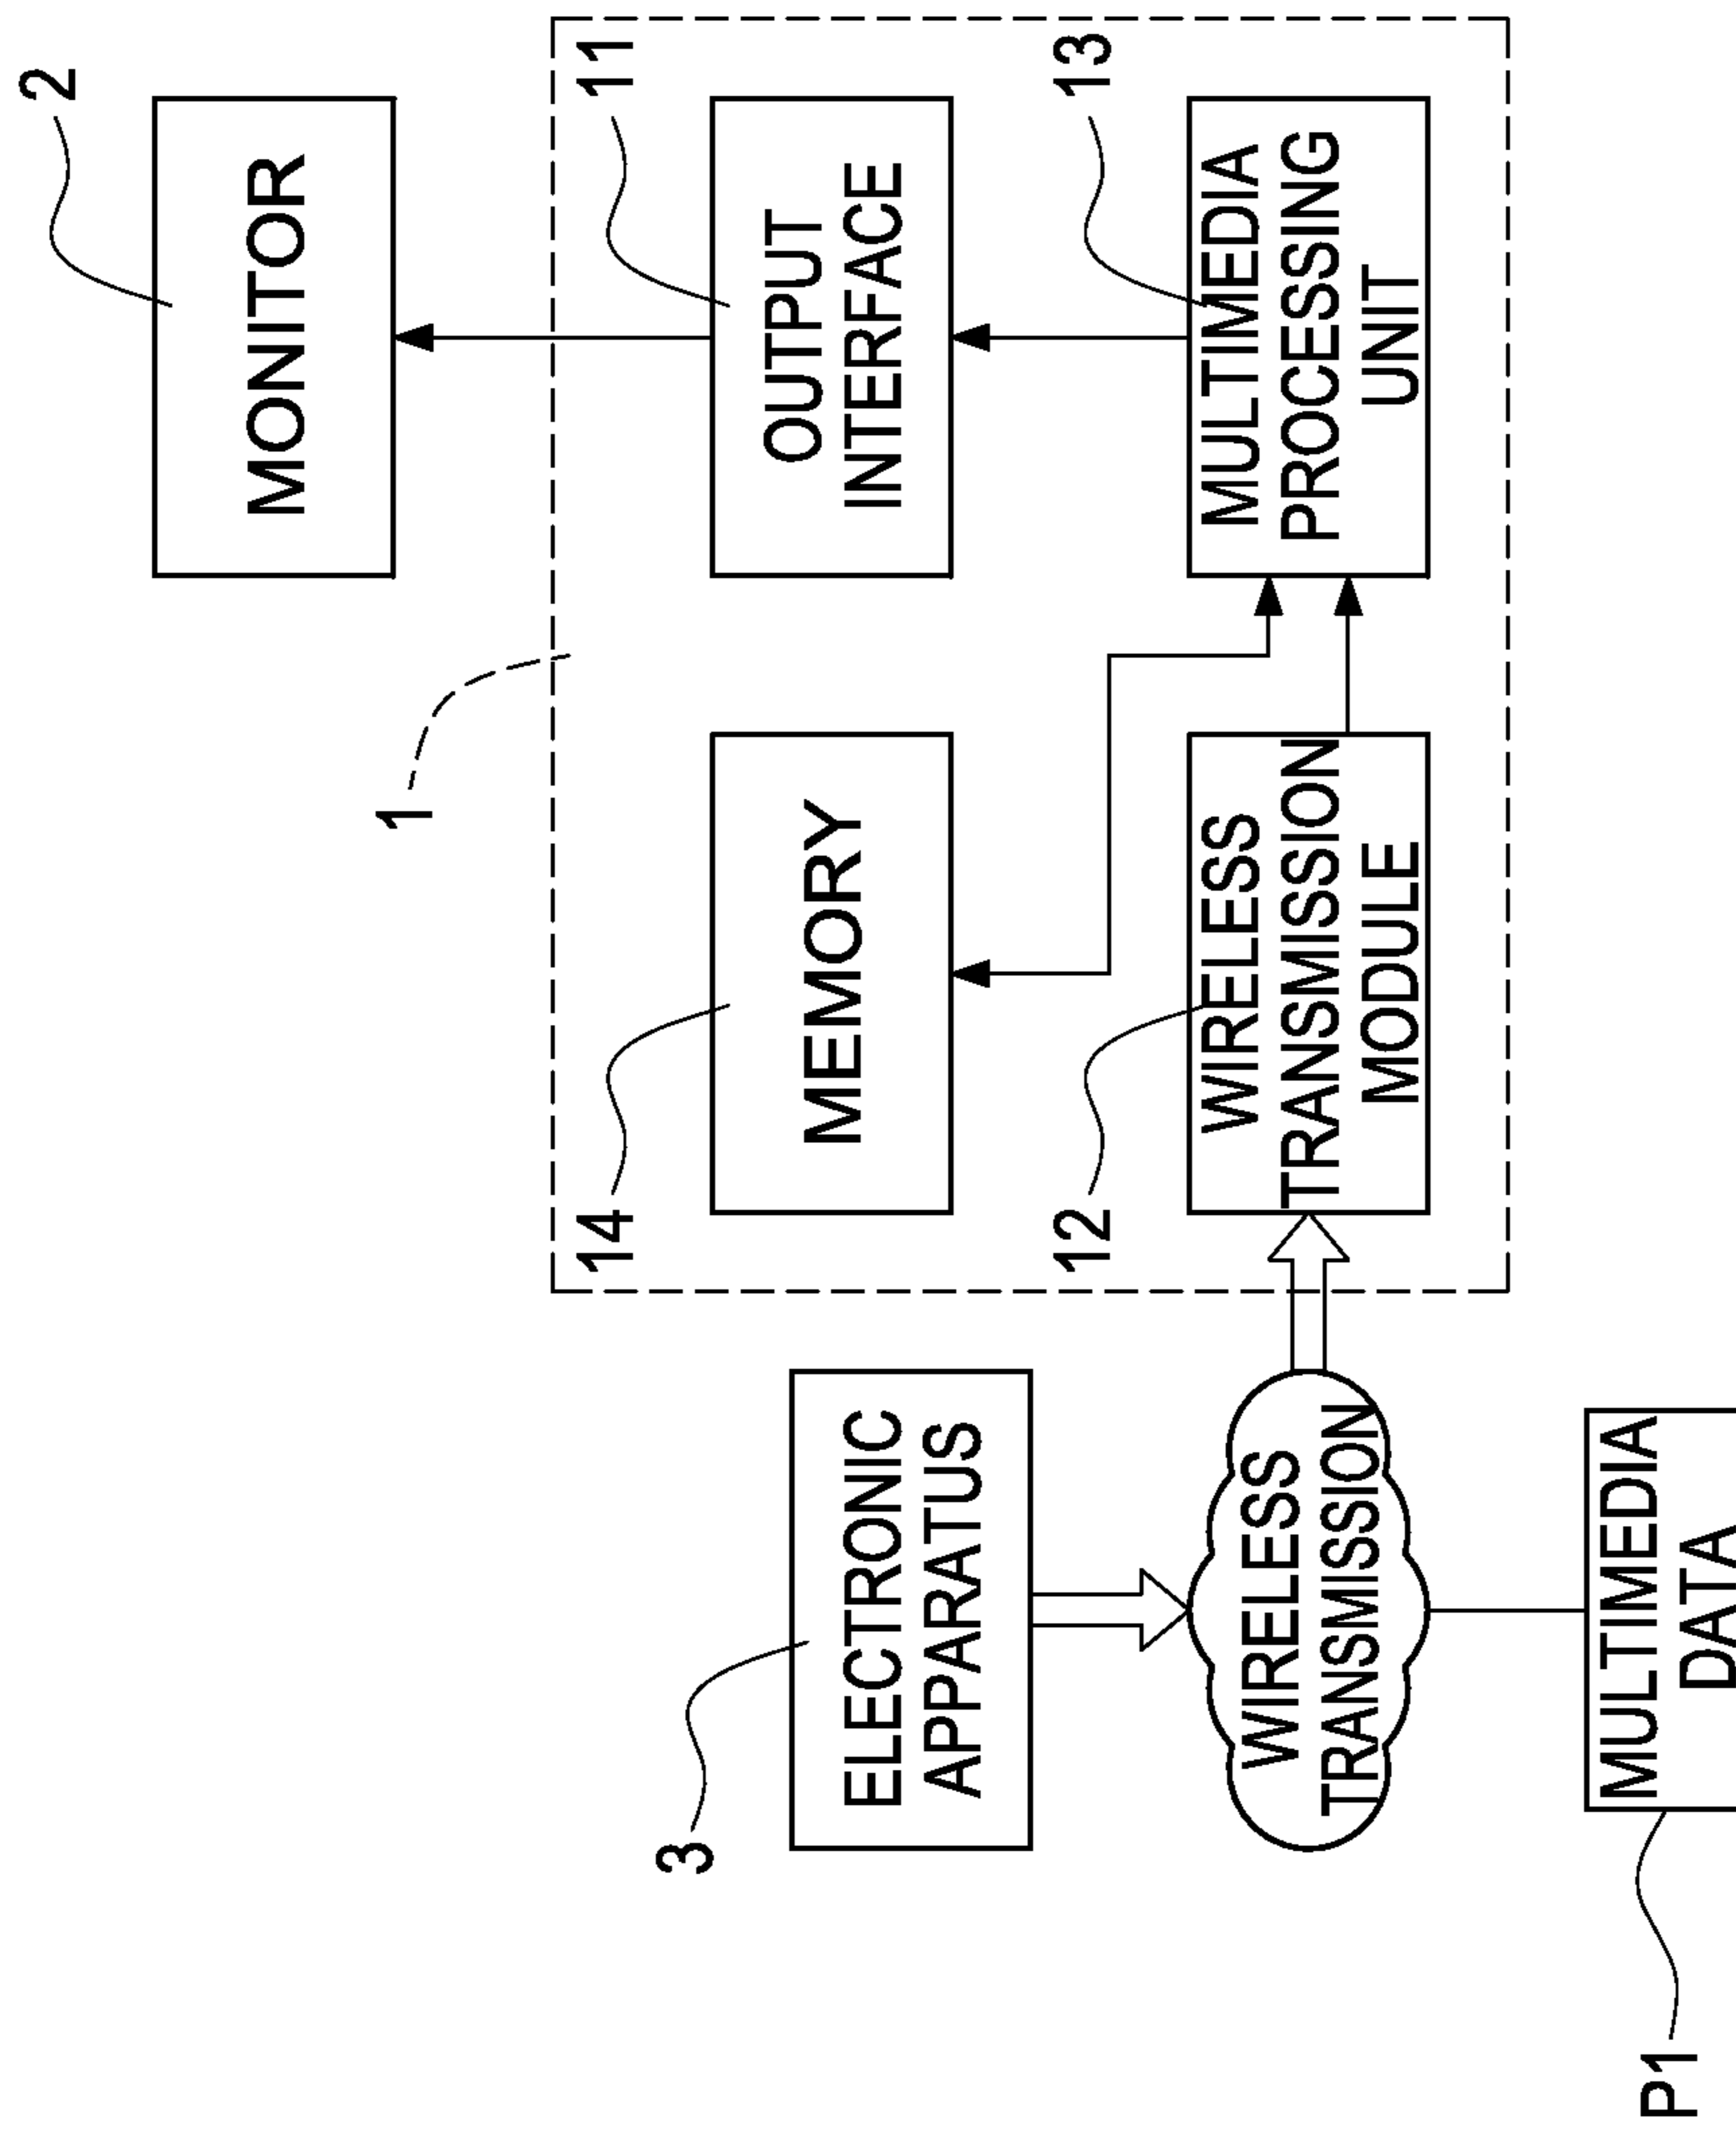 2
MONITOR
1
11
OUTPUT
INTERFACE
13
MULTIMEDIA
PROCESSING
UNIT
14
MEMORY
12
WIRELESS
TRANSMISSION
MODULE
3
ELECTRONIC
APPARATUS
WIRELESS
TRANSMISSION
MULTIMEDIA
DATA
P1